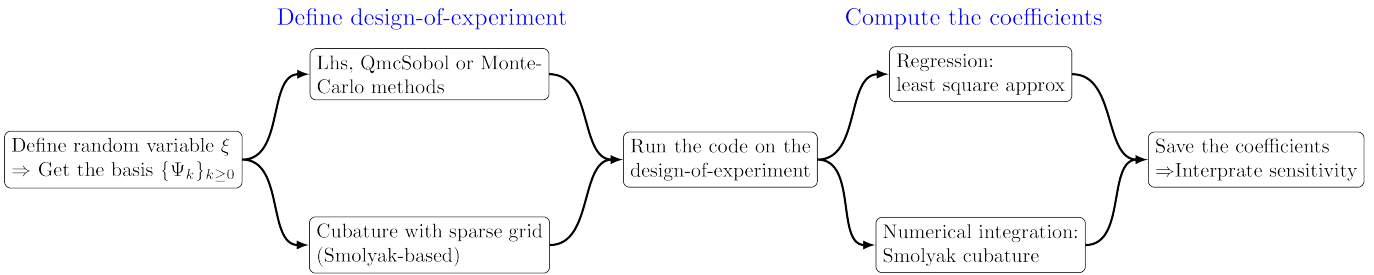 Define design-of-experiment
Compute the coefficients
Lhs, QmcSobol or Monte-
Carlo methods
Regression:
least square approx
Define random variable ξ
⇒ Get the basis {Ψₖ}ₖ≥₀
Run the code on the
design-of-experiment
Save the coefficients
⇒Interprate sensitivity
Cubature with sparse grid
(Smolyak-based)
Numerical integration:
Smolyak cubature